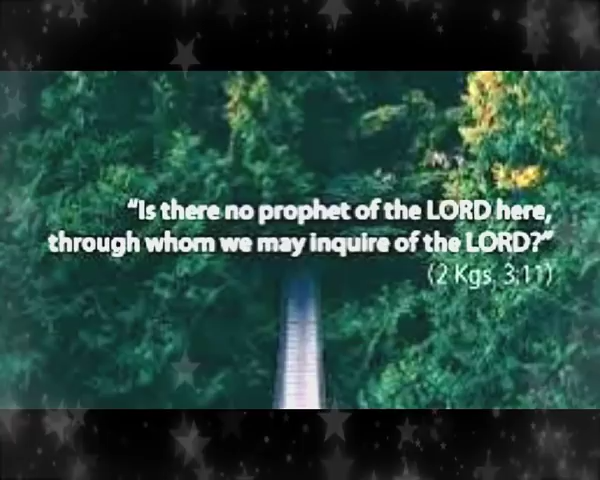 “Is there no prophet of the LORD here,
through whom we may inquire of the LORD?”
(2 Kgs, 3:11)